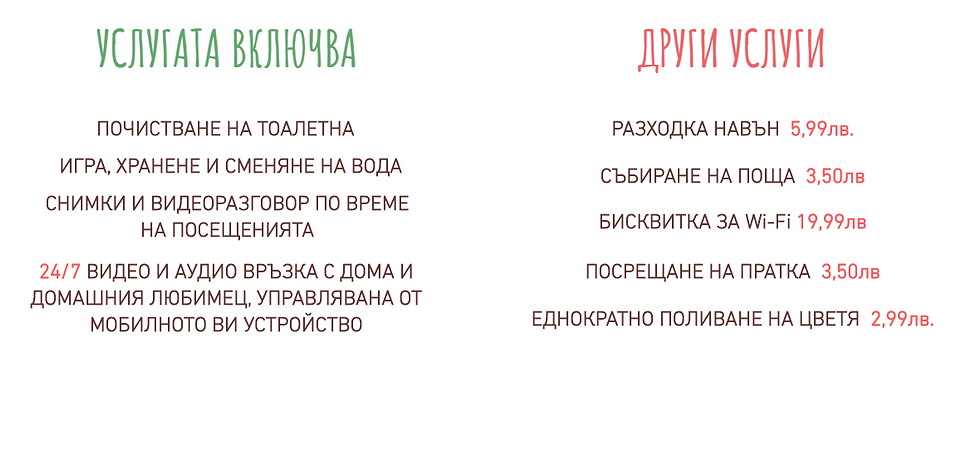 УСЛУГАТА ВКЛЮЧВА
ПОЧИСТВАНЕ НА ТОАЛЕТНА
ИГРА, ХРАНЕНЕ И СМЕНЯНЕ НА ВОДА
СНИМКИ И ВИДЕОРАЗГОВОР ПО ВРЕМЕ
НА ПОСЕЩЕНИЯТА
24/7 ВИДЕО И АУДИО ВРЪЗКА С ДОМА И
ДОМАШНИЯ ЛЮБИМЕЦ, УПРАВЛЯВАНА ОТ
МОБИЛНОТО ВИ УСТРОЙСТВО
ДРУГИ УСЛУГИ
РАЗХОДКА НАВЪН 5,99лв.
СЪБИРАНЕ НА ПОЩА 3,50лв
БИСКВИТКА ЗА Wi-Fi 19,99лв
ПОСРЕЩАНЕ НА ПРАТКА 3,50лв
ЕДНОКРАТНО ПОЛИВАНЕ НА ЦВЕТЯ 2,99лв.